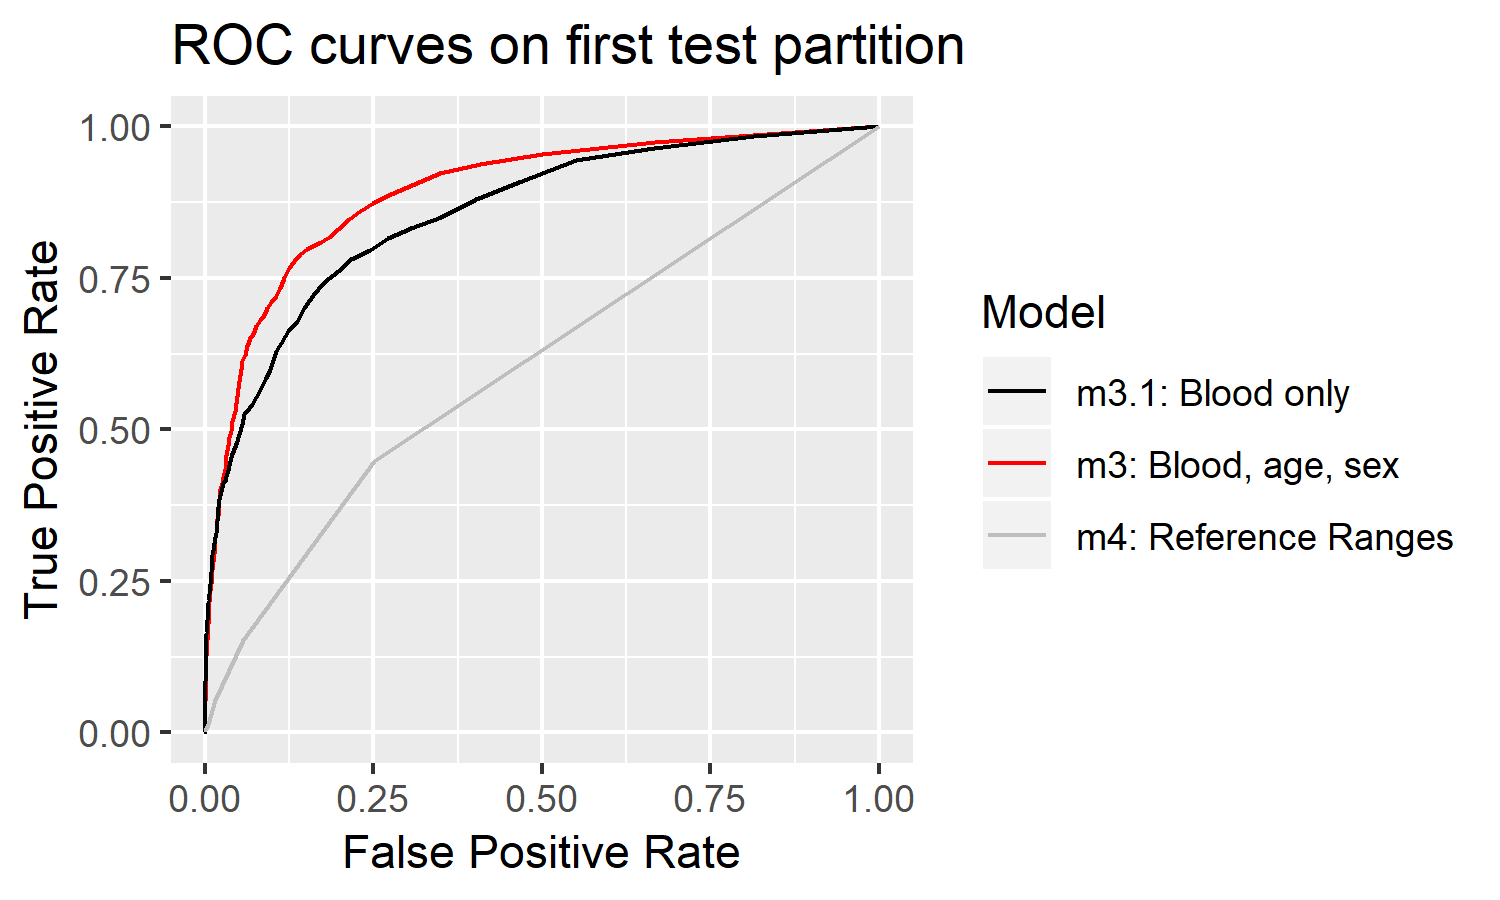 ROC curves on first test partition
1.00
0.75
0.50
0.25
0.00
True Positive Rate
0.00 0.25 0.50 0.75 1.00
False Positive Rate
Model
m3.1: Blood only
m3: Blood, age, sex
m4: Reference Ranges